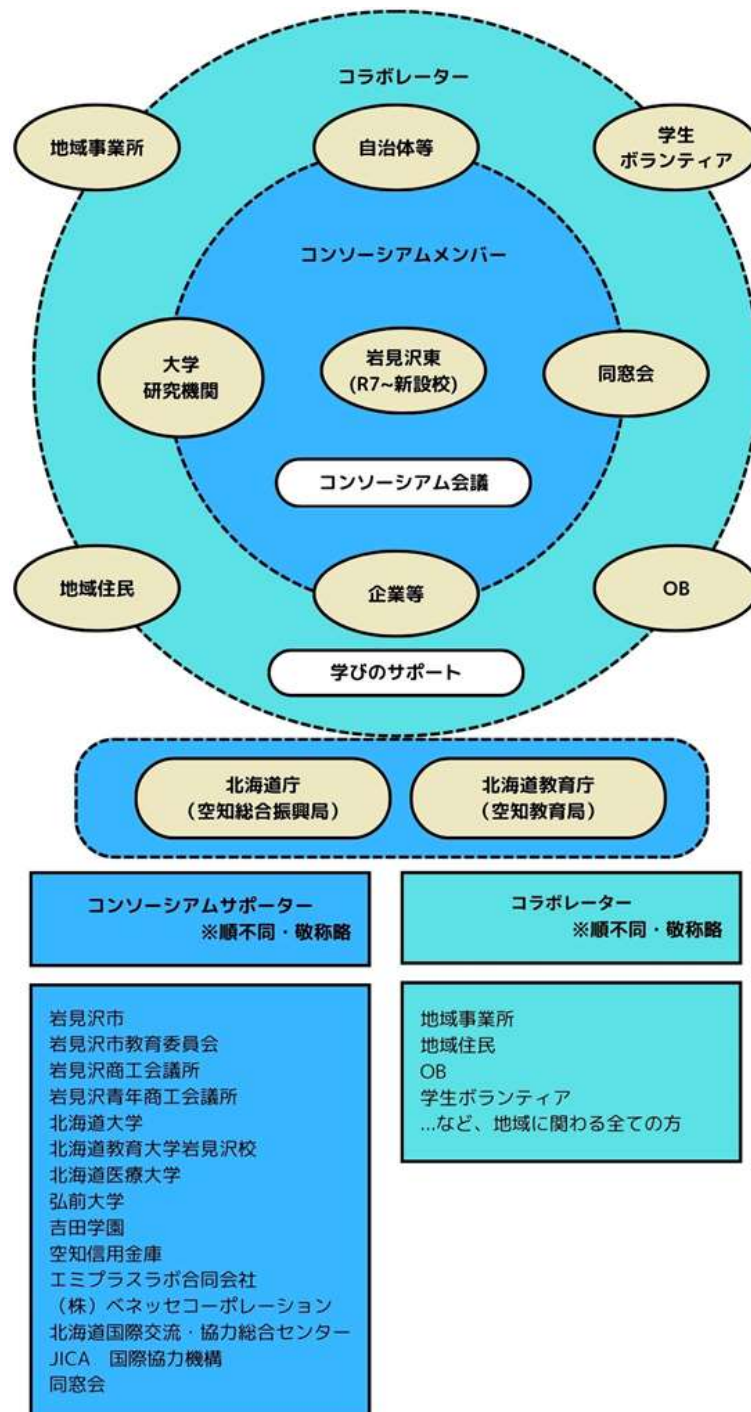 コラボレーター
地域事業所
自治体等
学生
ボランティア
コンソーシアムメンバー
大学
研究機関
岩見沢東
(R7~新設校)
同窓会
コンソーシアム会議
地域住民
企業等
OB
学びのサポート
北海道庁
（空知総合振興局）
北海道教育庁
（空知教育局）
コンソーシアムサポーター
※順不同・敬称略
コラボレーター
※順不同・敬称略
岩見沢市
岩見沢市教育委員会
岩見沢商工会議所
岩見沢青年商工会議所
北海道大学
北海道教育大学岩見沢校
北海道医療大学
弘前大学
吉田学園
空知信用金庫
エミプラスラボ合同会社
（株）ベネッセコーポレーション
北海道国際交流・協力総合センター
JICA　国際協力機構
同窓会
地域事業所
地域住民
OB
学生ボランティア
...など、地域に関わる全ての方